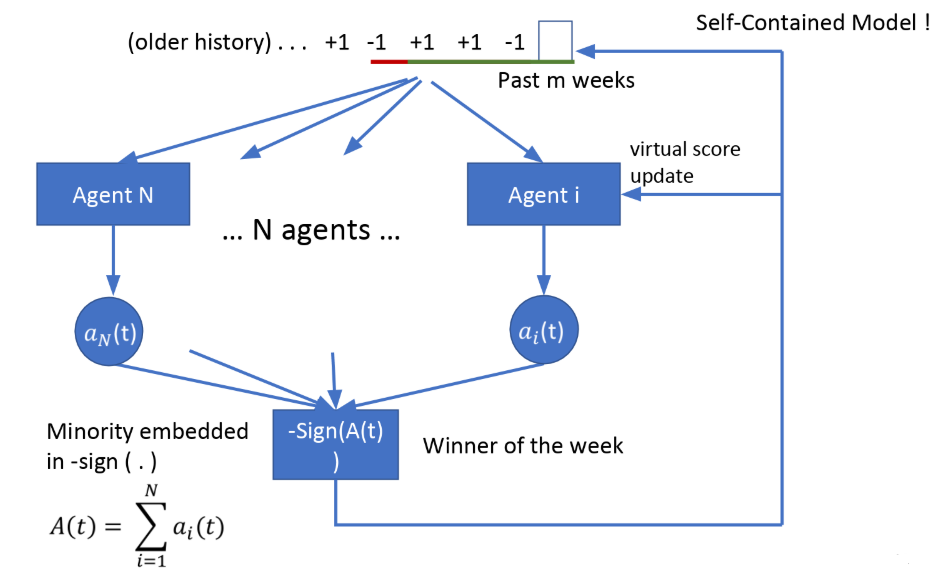 Self-Contained Model !
(older history) . . . +1 -1 +1 +1 -1
Past m weeks
virtual score
update
Agent N
Agent i
... N agents ...
a_N(t)
a_i(t)
-Sign(A(t)
)
Minority embedded
in -sign ( . )
Winner of the week
A(t) = \sum_{i=1}^{N} a_i(t)